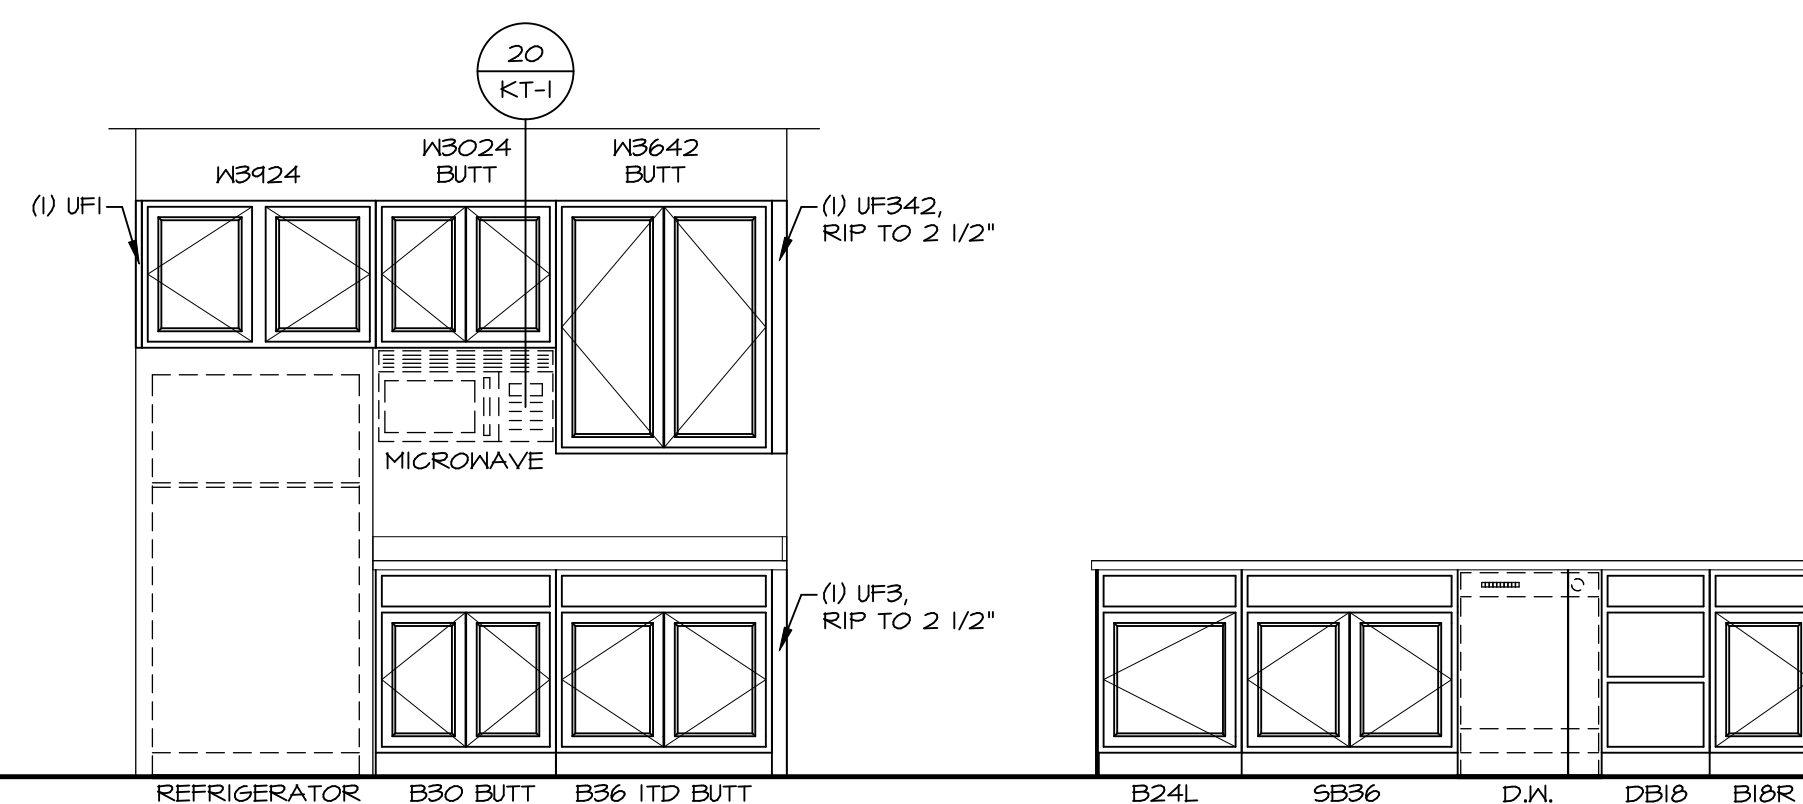 20
KT-1
W3924
W3024
BUTT
W3642
BUTT
(1) UF1
(1) UF342,
RIP TO 2 1/2"
MICROWAVE
(1) UF3,
RIP TO 2 1/2"
REFRIGERATOR
B30 BUTT
B36 1TD BUTT
B24L
SB36
D.W.
DB18
B18R